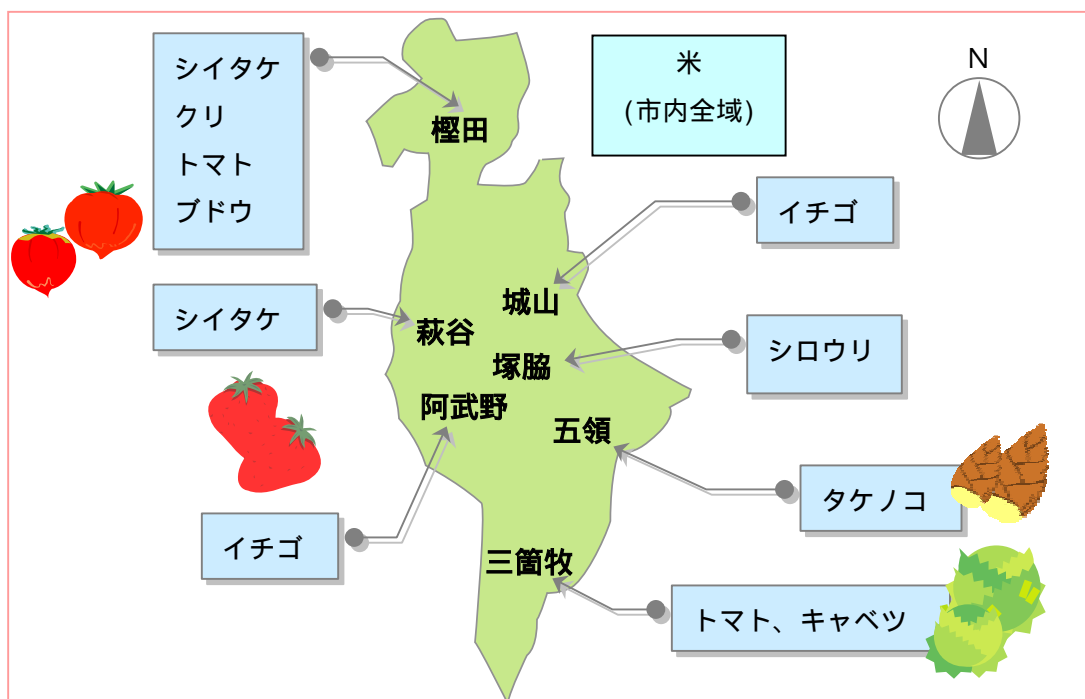 シイタケ
クリ
トマト
ブドウ
樫田
米
(市内全域)
N
イチゴ
城山
シイタケ
萩谷
塚脇
シロウリ
阿武野
五領
タケノコ
イチゴ
三箇牧
トマト、キャベツ